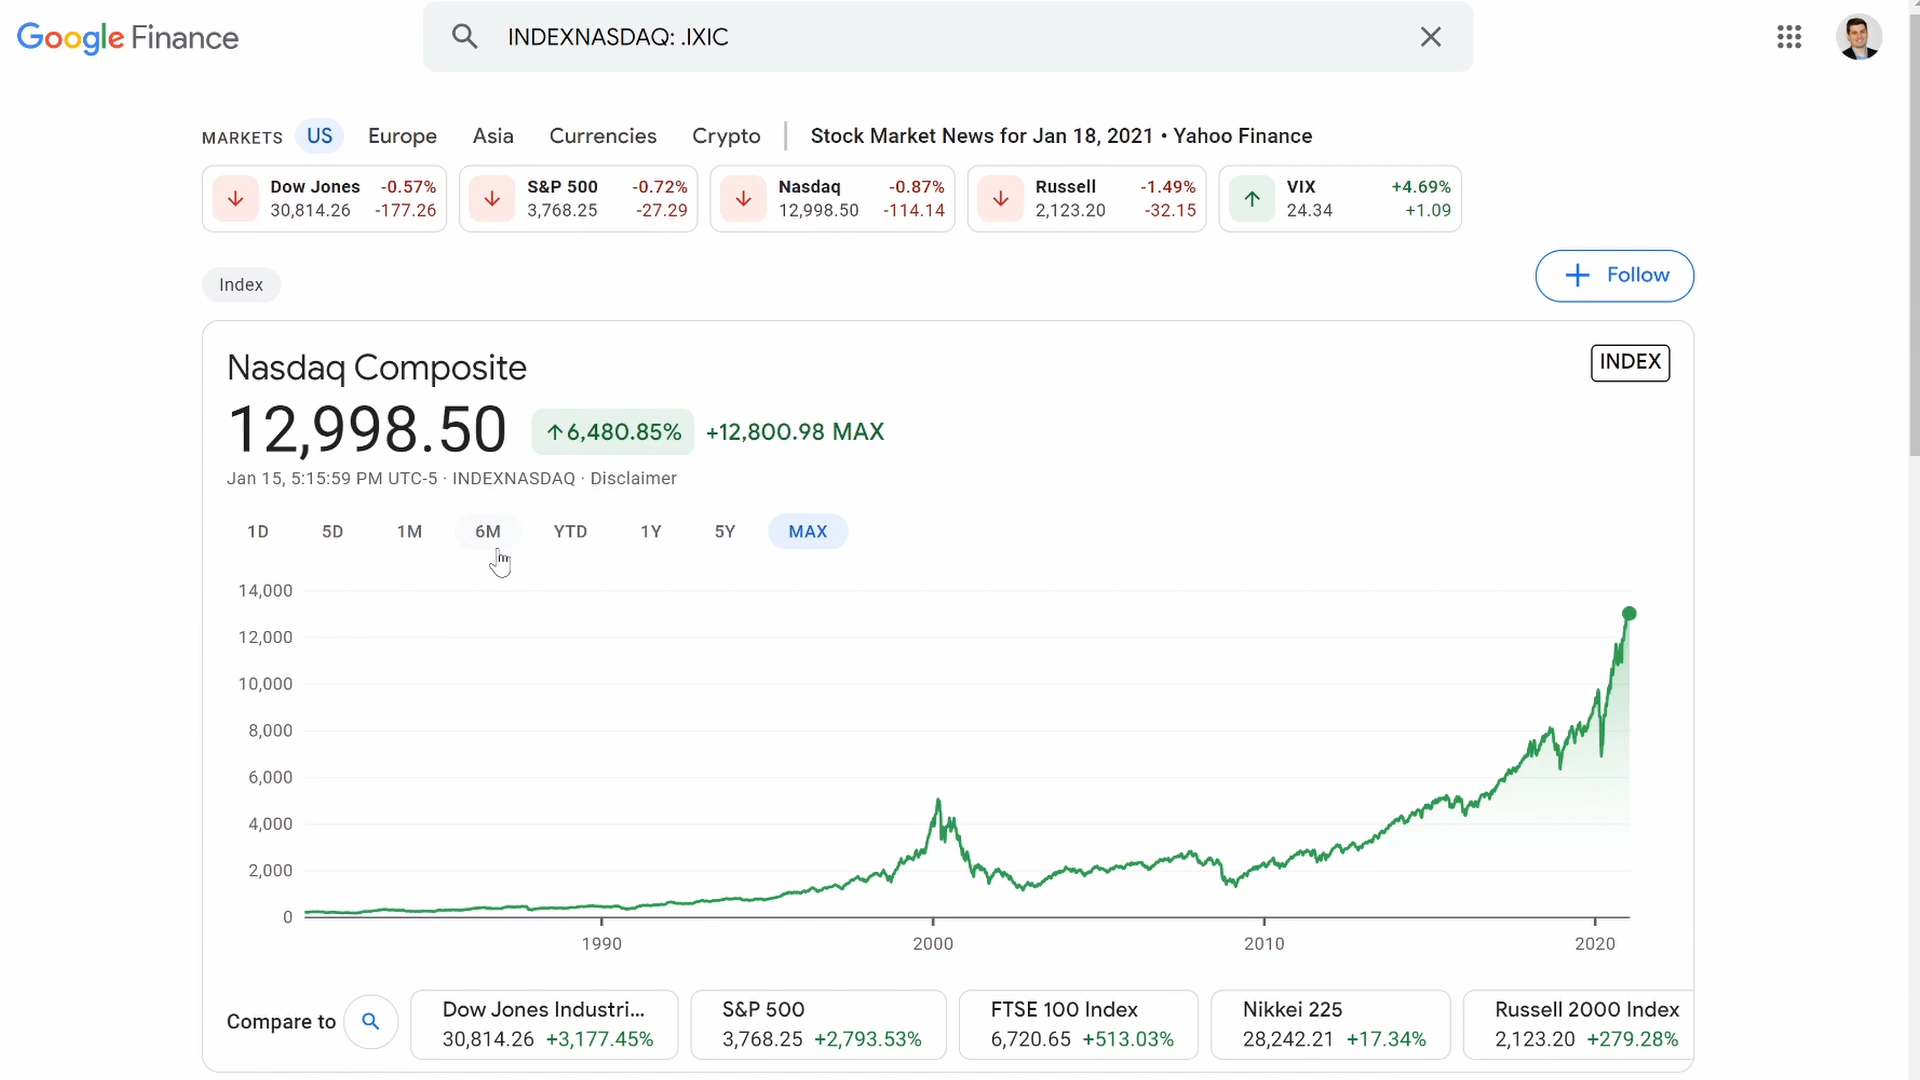 Google Finance
INDEXNASDAQ: .IXIC
MARKETS US Europe Asia Currencies Crypto Stock Market News for Jan 18, 2021 • Yahoo Finance
Dow Jones -0.57%
30,814.26 -177.26
S&P 500 -0.72%
3,768.25 -27.29
Nasdaq -0.87%
12,998.50 -114.14
Russell -1.49%
2,123.20 -32.15
VIX +4.69%
24.34 +1.09
Index
Follow
Nasdaq Composite
INDEX
12,998.50 ↑6,480.85% +12,800.98 MAX
Jan 15, 5:15:59 PM UTC-5 · INDEXNASDAQ · Disclaimer
1D 5D 1M 6M YTD 1Y 5Y MAX
14,000
12,000
10,000
8,000
6,000
4,000
2,000
0
1990 2000 2010 2020
Compare to
Dow Jones Industri...
30,814.26 +3,177.45%
S&P 500
3,768.25 +2,793.53%
FTSE 100 Index
6,720.65 +513.03%
Nikkei 225
28,242.21 +17.34%
Russell 2000 Index
2,123.20 +279.28%